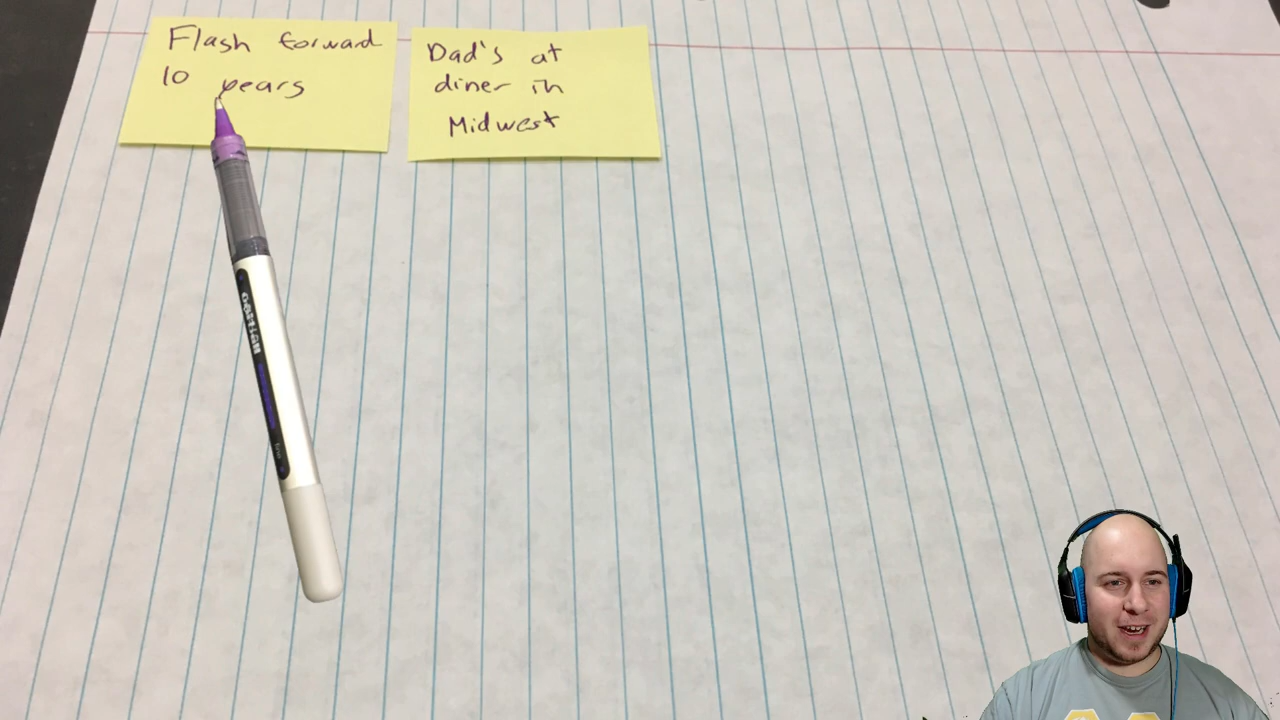 Flash forward
10 years
Dad's at
diner in
Midwest